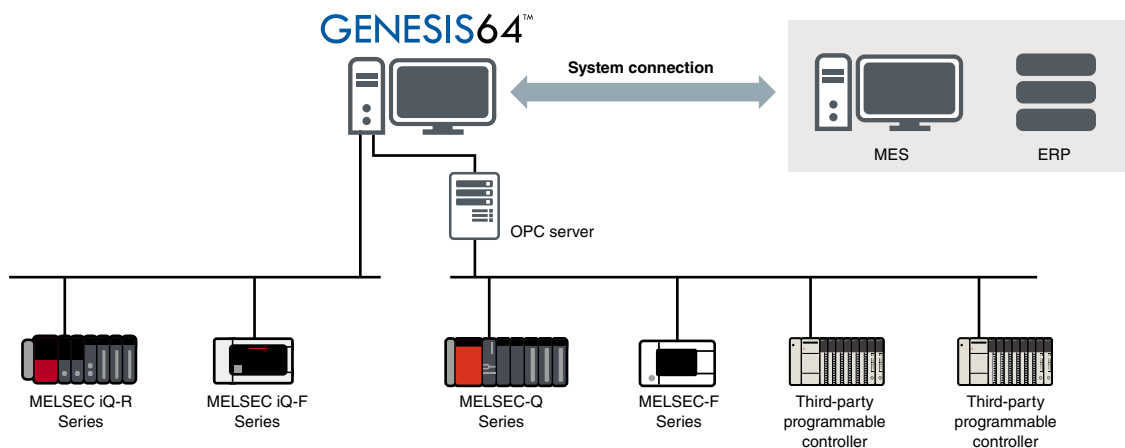 GENESIS64™
System connection
MES
ERP
OPC server
MELSEC iQ-R
Series
MELSEC iQ-F
Series
MELSEC-Q
Series
MELSEC-F
Series
Third-party
programmable
controller
Third-party
programmable
controller